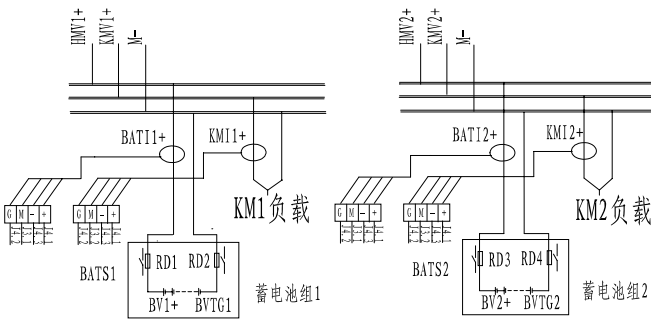 HMV1+
KMV1+
M-
HMV2+
KMV2+
M-
BATI1+
KMI1+
BATI2+
KMI2+
G M - +
G M - +
G M - +
G M - +
KM1负载
KM2负载
BATS1
RD1
RD2
BV1+
BVTG1
蓄电池组1
BATS2
RD3
RD4
BV2+
BVTG2
蓄电池组2